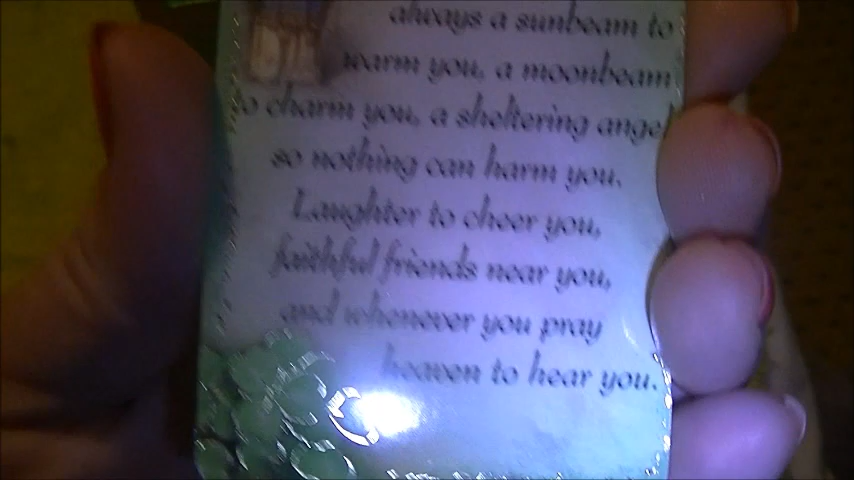 always a sunbeam to
warm you, a moonbeam
to charm you, a sheltering angel
so nothing can harm you.
Laughter to cheer you,
faithful friends near you,
and whenever you pray
heaven to hear you.